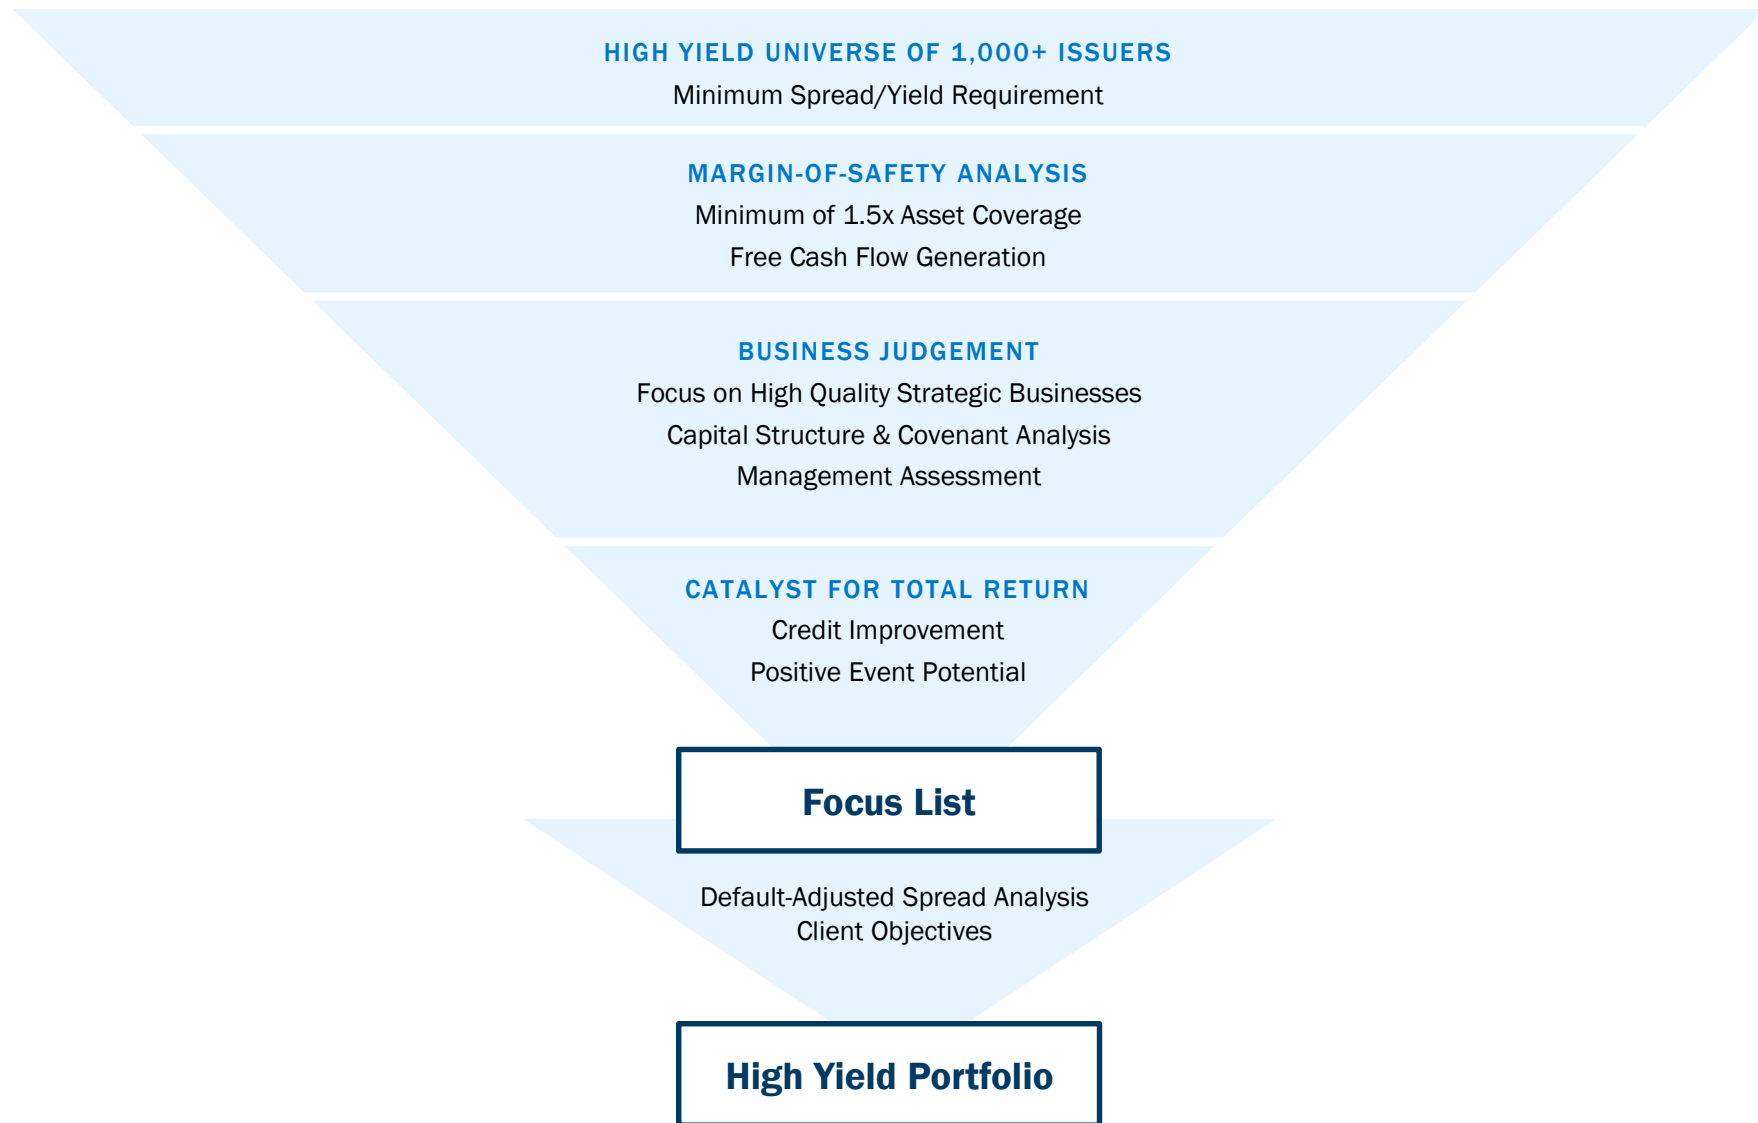 HIGH YIELD UNIVERSE OF 1,000+ ISSUERS
Minimum Spread/Yield Requirement
MARGIN-OF-SAFETY ANALYSIS
Minimum of 1.5x Asset Coverage
Free Cash Flow Generation
BUSINESS JUDGEMENT
Focus on High Quality Strategic Businesses
Capital Structure & Covenant Analysis
Management Assessment
CATALYST FOR TOTAL RETURN
Credit Improvement
Positive Event Potential
Focus List
Default-Adjusted Spread Analysis
Client Objectives
High Yield Portfolio